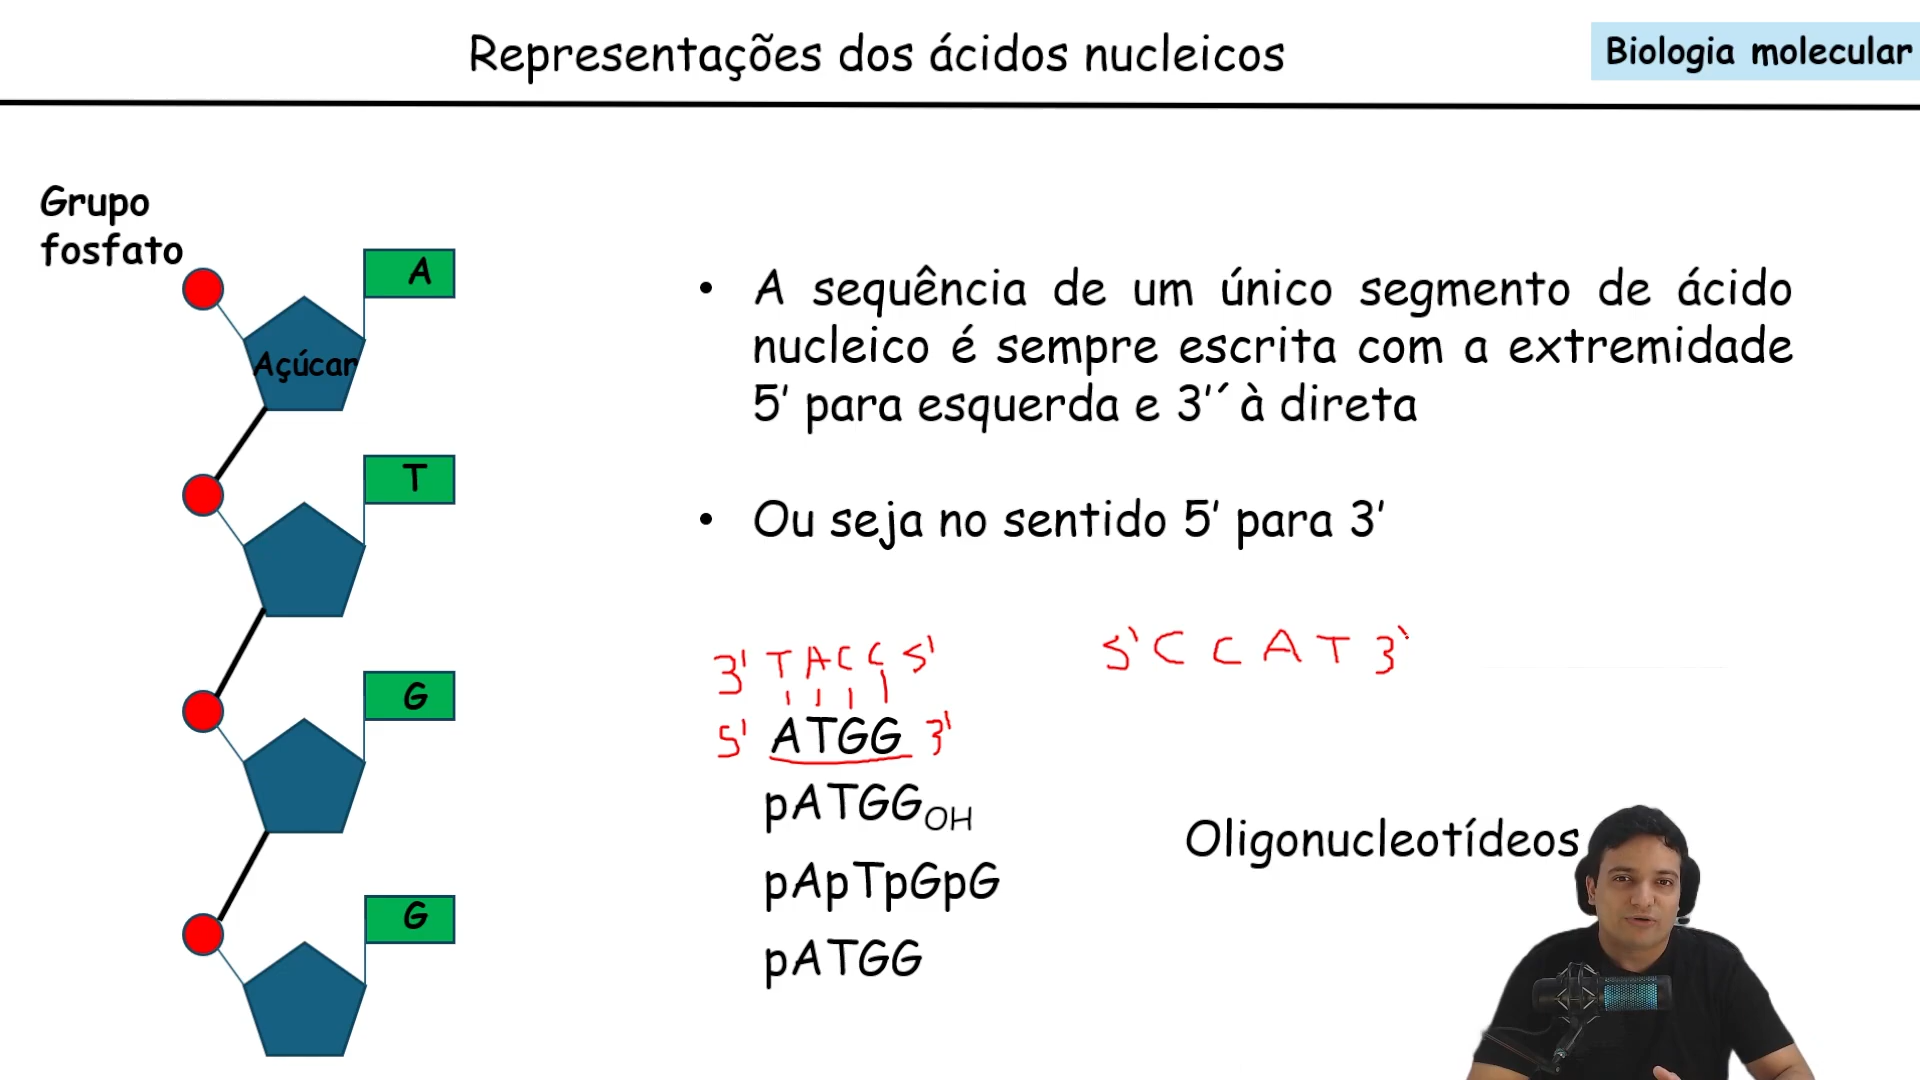 Representações dos ácidos nucleicos
Biologia molecular
Grupo
fosfato
A
Açúcar
T
G
G
• A sequência de um único segmento de ácido
nucleico é sempre escrita com a extremidade
5' para esquerda e 3'´ à direta
• Ou seja no sentido 5' para 3'
3' T A C C 5'
5' ATGG 3'
5' C C A T 3'
pATGGOH
pApTpGpG
pATGG
Oligonucleotídeos